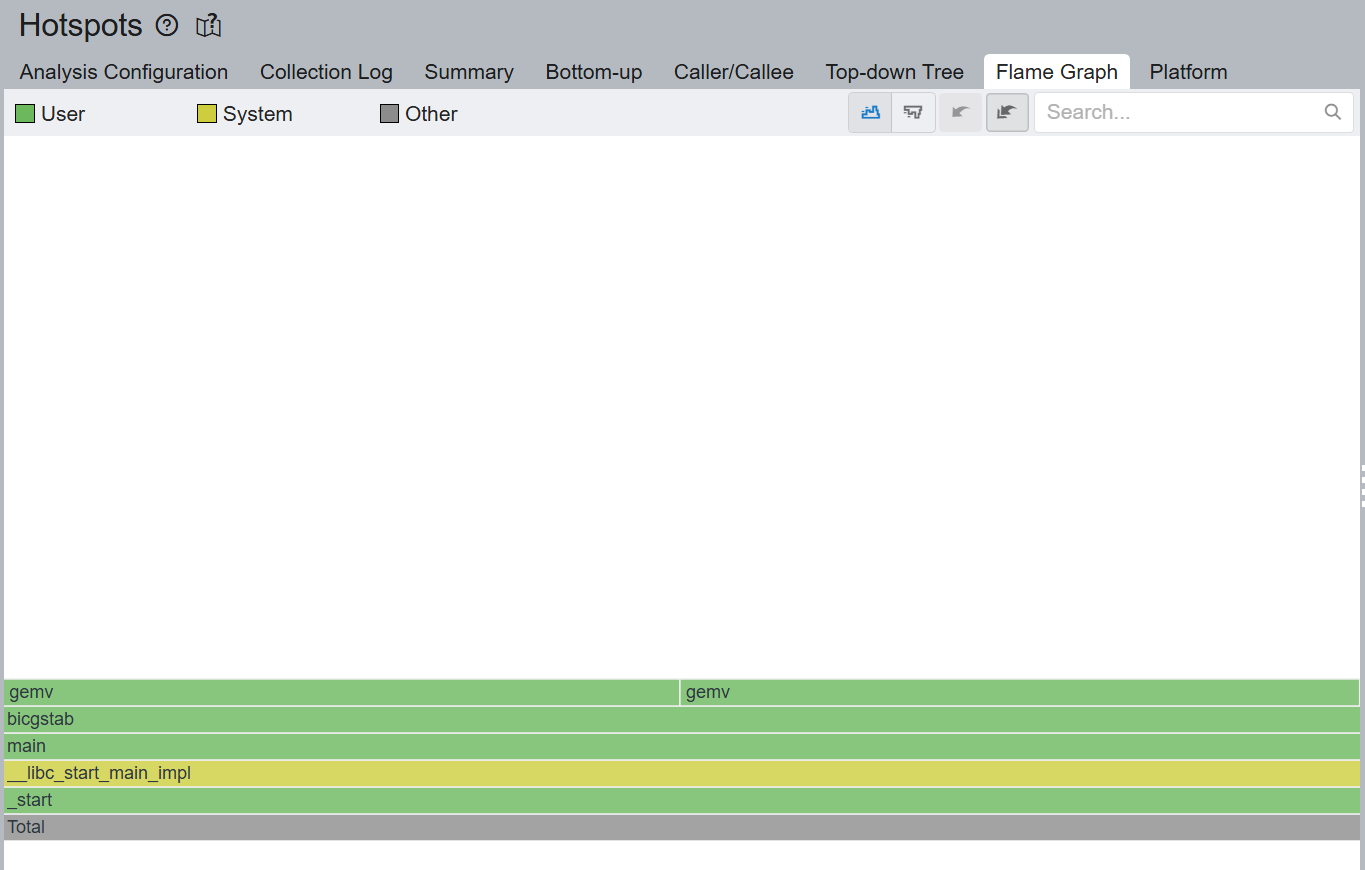 Hotspots
Analysis Configuration Collection Log Summary Bottom-up Caller/Callee Top-down Tree Flame Graph Platform
User System Other Search...
gemv gemv
bicgstab
main
__libc_start_main_impl
_start
Total